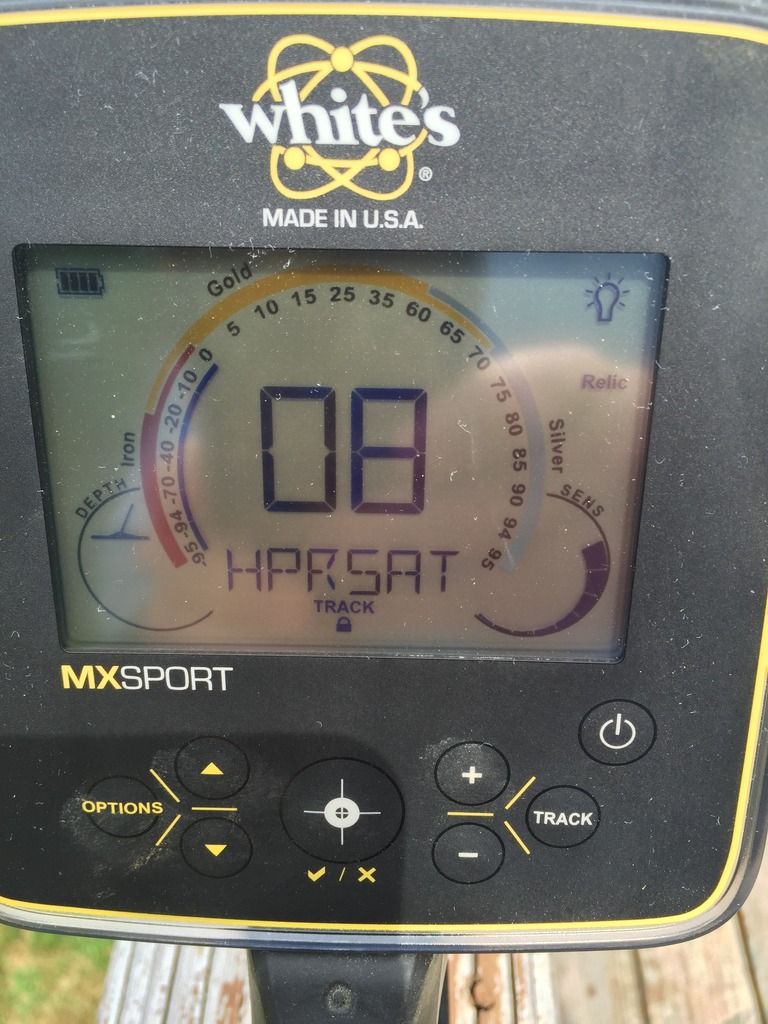 white's ®
MADE IN U.S.A.
Gold
Iron
Silver
-95 -94 -70 -40 -20 -10 0 5 10 15 25 35 60 65 70 75 80 85 90 94 95
Relic
DEPTH
SENS
08
HPRSAT
TRACK
MXSPORT
OPTIONS
+
TRACK
-
✓ / ✕